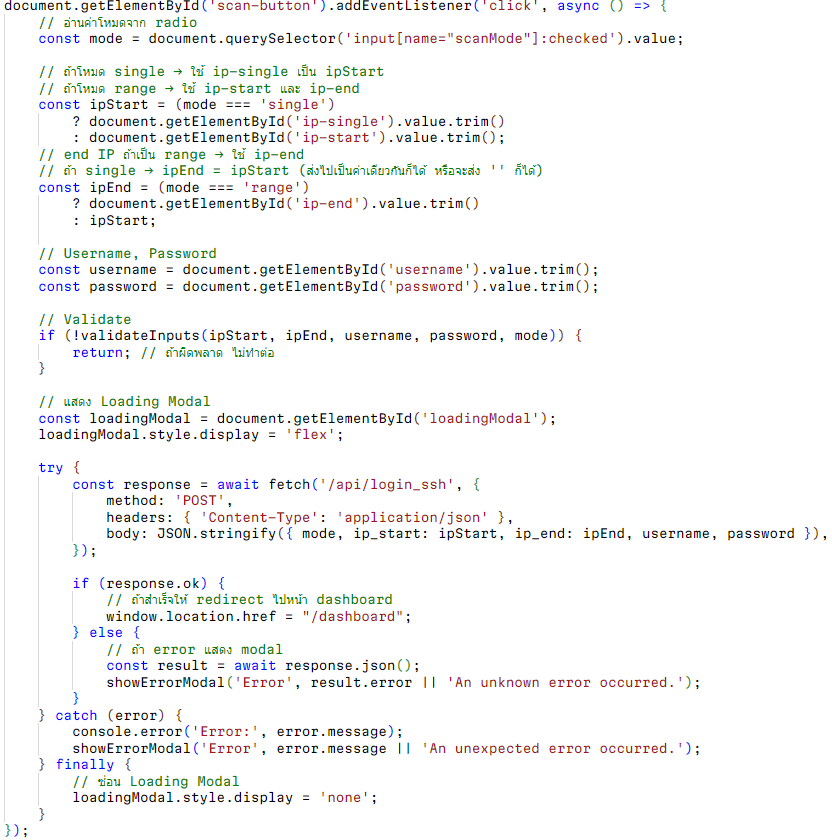 document.getElementById('scan-button').addEventListener('click', async () => {
// อ่านค่าโหมดจาก radio
const mode = document.querySelector('input[name="scanMode"]:checked').value;
// ถ้าโหมด single → ใช้ ip-single เป็น ipStart
// ถ้าโหมด range → ใช้ ip-start และ ip-end
const ipStart = (mode === 'single')
? document.getElementById('ip-single').value.trim()
: document.getElementById('ip-start').value.trim();
// end IP ถ้าเป็น range → ใช้ ip-end
// ถ้า single → ipEnd = ipStart (ส่งไปเป็นค่าเดียวกันก็ได้ หรือจะส่ง '' ก็ได้)
const ipEnd = (mode === 'range')
? document.getElementById('ip-end').value.trim()
: ipStart;
// Username, Password
const username = document.getElementById('username').value.trim();
const password = document.getElementById('password').value.trim();
// Validate
if (!validateInputs(ipStart, ipEnd, username, password, mode)) {
return; // ถ้าผิดพลาด ไม่ทำต่อ
}
// แสดง Loading Modal
const loadingModal = document.getElementById('loadingModal');
loadingModal.style.display = 'flex';
try {
const response = await fetch('/api/login_ssh', {
method: 'POST',
headers: { 'Content-Type': 'application/json' },
body: JSON.stringify({ mode, ip_start: ipStart, ip_end: ipEnd, username, password }),
});
if (response.ok) {
// ถ้าสำเร็จให้ redirect ไปหน้า dashboard
window.location.href = "/dashboard";
} else {
// ถ้า error แสดง modal
const result = await response.json();
showErrorModal('Error', result.error || 'An unknown error occurred.');
}
} catch (error) {
console.error('Error:', error.message);
showErrorModal('Error', error.message || 'An unexpected error occurred.');
} finally {
// ซ่อน Loading Modal
loadingModal.style.display = 'none';
}
});